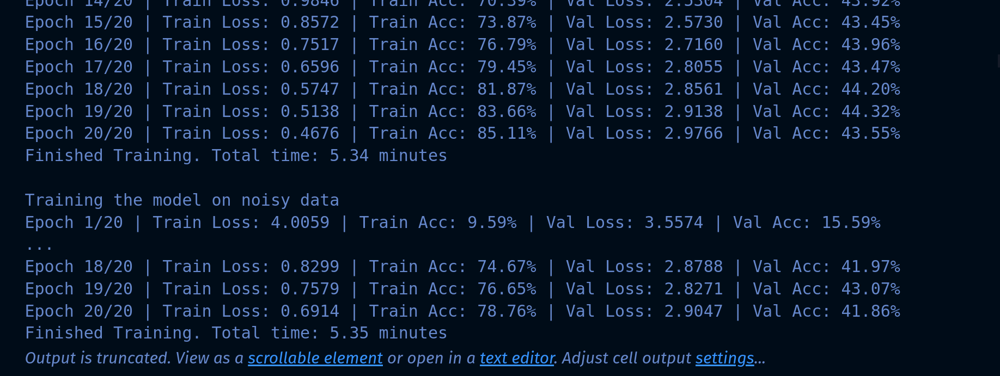 Epoch 14/20 | Train Loss: 0.9846 | Train Acc: 70.39% | Val Loss: 2.5304 | Val Acc: 43.92%
Epoch 15/20 | Train Loss: 0.8572 | Train Acc: 73.87% | Val Loss: 2.5730 | Val Acc: 43.45%
Epoch 16/20 | Train Loss: 0.7517 | Train Acc: 76.79% | Val Loss: 2.7160 | Val Acc: 43.96%
Epoch 17/20 | Train Loss: 0.6596 | Train Acc: 79.45% | Val Loss: 2.8055 | Val Acc: 43.47%
Epoch 18/20 | Train Loss: 0.5747 | Train Acc: 81.87% | Val Loss: 2.8561 | Val Acc: 44.20%
Epoch 19/20 | Train Loss: 0.5138 | Train Acc: 83.66% | Val Loss: 2.9138 | Val Acc: 44.32%
Epoch 20/20 | Train Loss: 0.4676 | Train Acc: 85.11% | Val Loss: 2.9766 | Val Acc: 43.55%
Finished Training. Total time: 5.34 minutes
Training the model on noisy data
Epoch 1/20 | Train Loss: 4.0059 | Train Acc: 9.59% | Val Loss: 3.5574 | Val Acc: 15.59%
...
Epoch 18/20 | Train Loss: 0.8299 | Train Acc: 74.67% | Val Loss: 2.8788 | Val Acc: 41.97%
Epoch 19/20 | Train Loss: 0.7579 | Train Acc: 76.65% | Val Loss: 2.8271 | Val Acc: 43.07%
Epoch 20/20 | Train Loss: 0.6914 | Train Acc: 78.76% | Val Loss: 2.9047 | Val Acc: 41.86%
Finished Training. Total time: 5.35 minutes
Output is truncated. View as a scrollable element or open in a text editor. Adjust cell output settings...